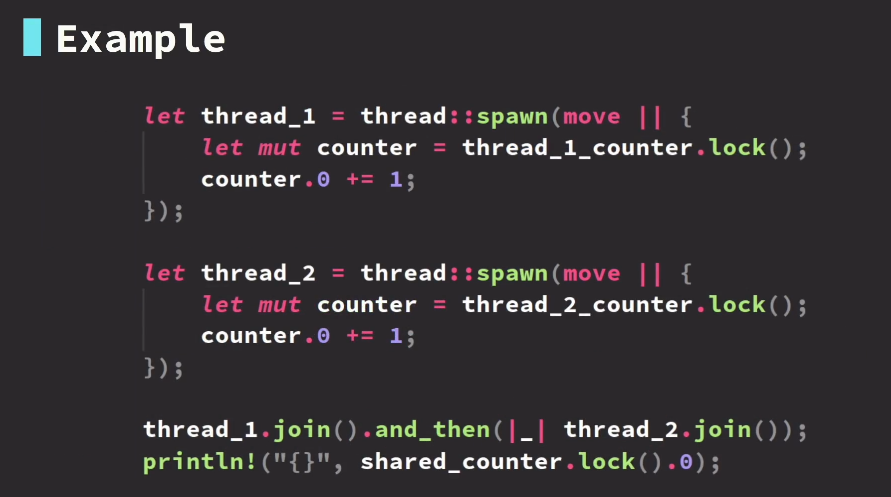 Example
let thread_1 = thread::spawn(move || {
    let mut counter = thread_1_counter.lock();
    counter.0 += 1;
});
let thread_2 = thread::spawn(move || {
    let mut counter = thread_2_counter.lock();
    counter.0 += 1;
});
thread_1.join().and_then(|_| thread_2.join());
println!("{}", shared_counter.lock().0);